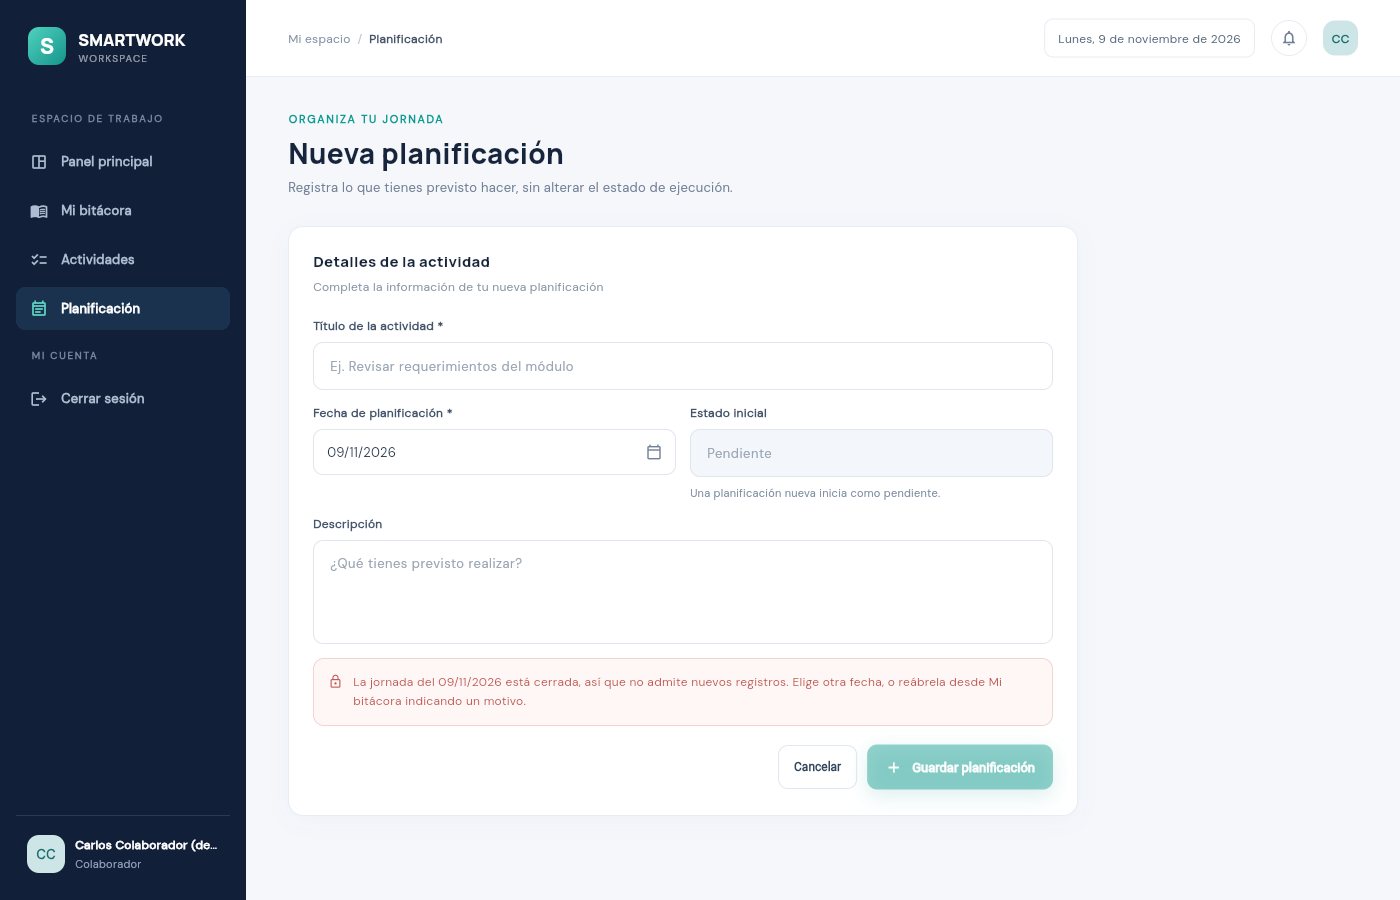 S
SMARTWORK
WORKSPACE
ESPACIO DE TRABAJO
Panel principal
Mi bitácora
Actividades
Planificación
MI CUENTA
Cerrar sesión
CC
Carlos Colaborador (de...
Colaborador
Mi espacio / Planificación
Lunes, 9 de noviembre de 2026
CC
ORGANIZA TU JORNADA
Nueva planificación
Registra lo que tienes previsto hacer, sin alterar el estado de ejecución.
Detalles de la actividad
Completa la información de tu nueva planificación
Título de la actividad *
Ej. Revisar requerimientos del módulo
Fecha de planificación *
09/11/2026
Estado inicial
Pendiente
Una planificación nueva inicia como pendiente.
Descripción
¿Qué tienes previsto realizar?
La jornada del 09/11/2026 está cerrada, asi que no admite nuevos registros. Elige otra fecha, o reábrela desde Mi
bitácora indicando un motivo.
Cancelar
+ Guardar planificación